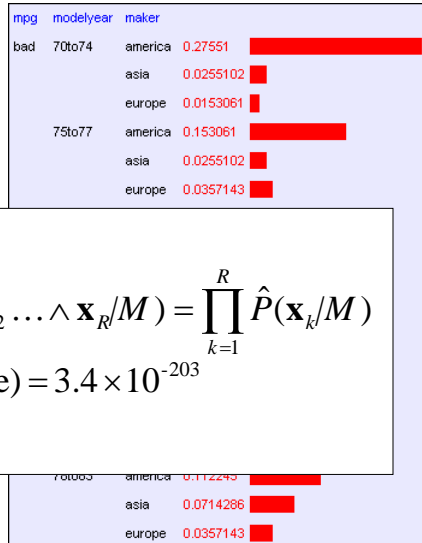 mpg modelyear maker
bad 70to74 america 0.27551
asia 0.0255102
europe 0.0153061
75to77 america 0.153061
asia 0.0255102
europe 0.0357143
R
₂ … ∧ x_R/M) = ∏ P̂(x_k/M)
k=1
e) = 3.4 × 10^-203
america 0.112245
asia 0.0714286
europe 0.0357143